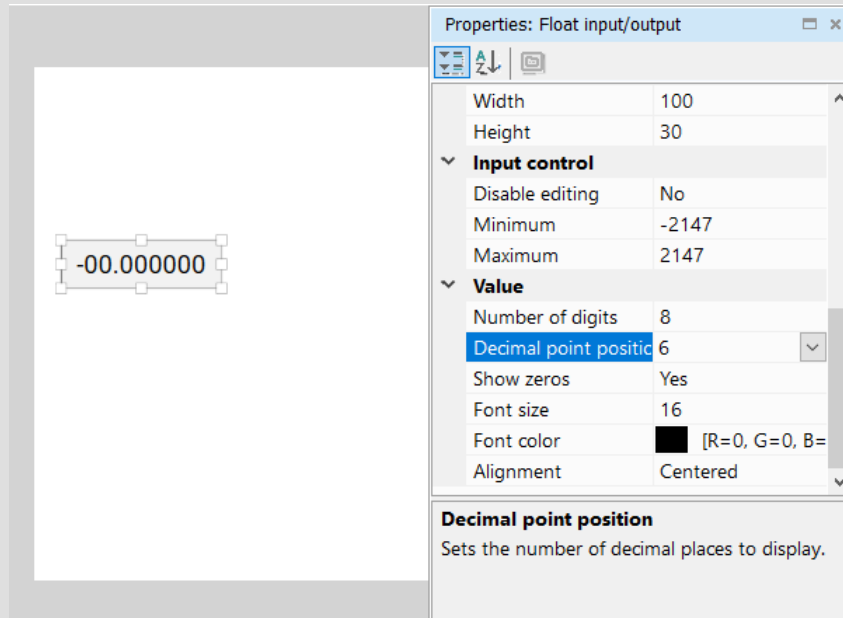 Properties: Float input/output
Width 100
Height 30
Input control
Disable editing No
Minimum -2147
Maximum 2147
-00.000000
Value
Number of digits 8
Decimal point positic 6
Show zeros Yes
Font size 16
Font color [R=0, G=0, B=
Alignment Centered
Decimal point position
Sets the number of decimal places to display.